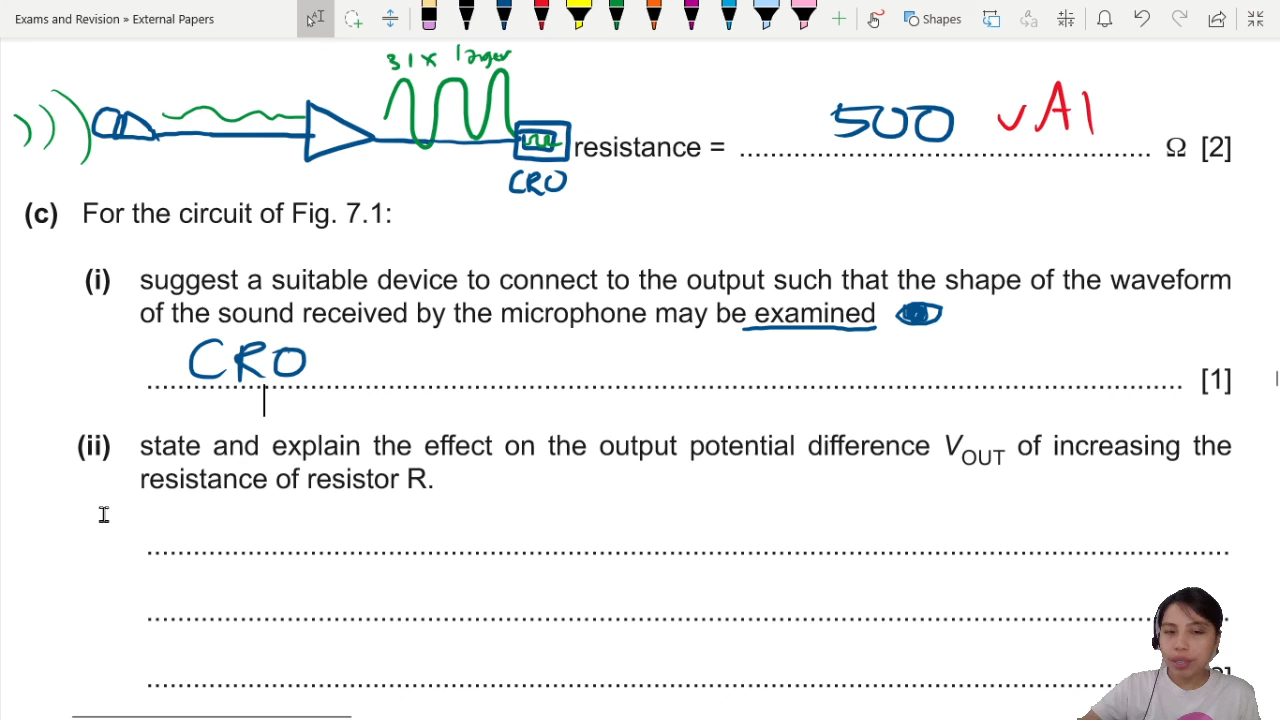 Exams and Revision » External Papers
Shapes
31x larger
resistance = 500 Ω [2]
✓A1
CRO
(c) For the circuit of Fig. 7.1:
(i) suggest a suitable device to connect to the output such that the shape of the waveform
of the sound received by the microphone may be examined
CRO [1]
(ii) state and explain the effect on the output potential difference VOUT of increasing the
resistance of resistor R.